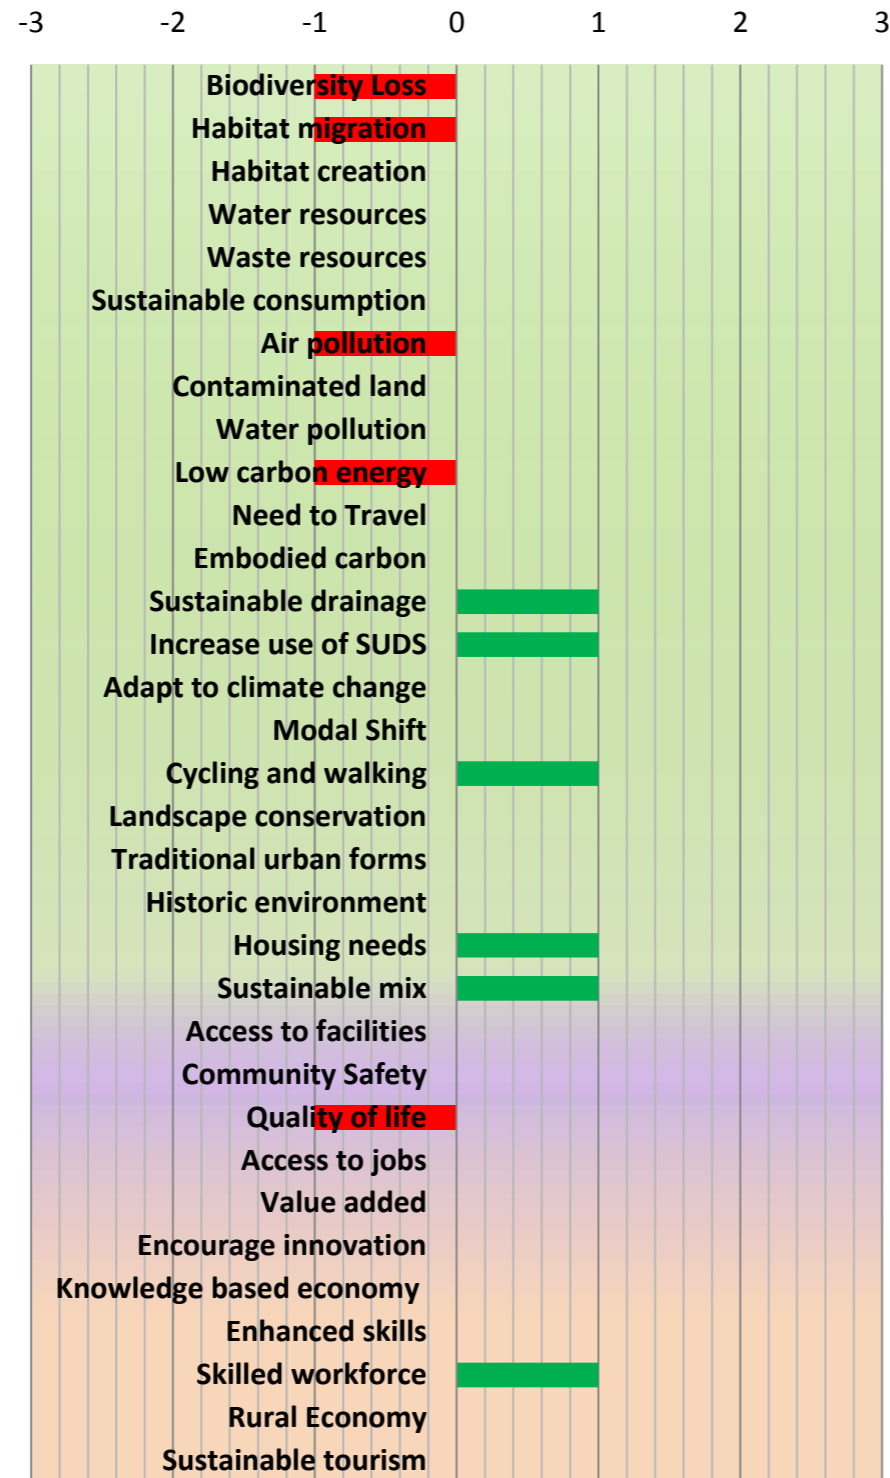 -3 -2 -1 0 1 2 3
Biodiversity Loss
Habitat migration
Habitat creation
Water resources
Waste resources
Sustainable consumption
Air pollution
Contaminated land
Water pollution
Low carbon energy
Need to Travel
Embodied carbon
Sustainable drainage
Increase use of SUDS
Adapt to climate change
Modal Shift
Cycling and walking
Landscape conservation
Traditional urban forms
Historic environment
Housing needs
Sustainable mix
Access to facilities
Community Safety
Quality of life
Access to jobs
Value added
Encourage innovation
Knowledge based economy
Enhanced skills
Skilled workforce
Rural Economy
Sustainable tourism